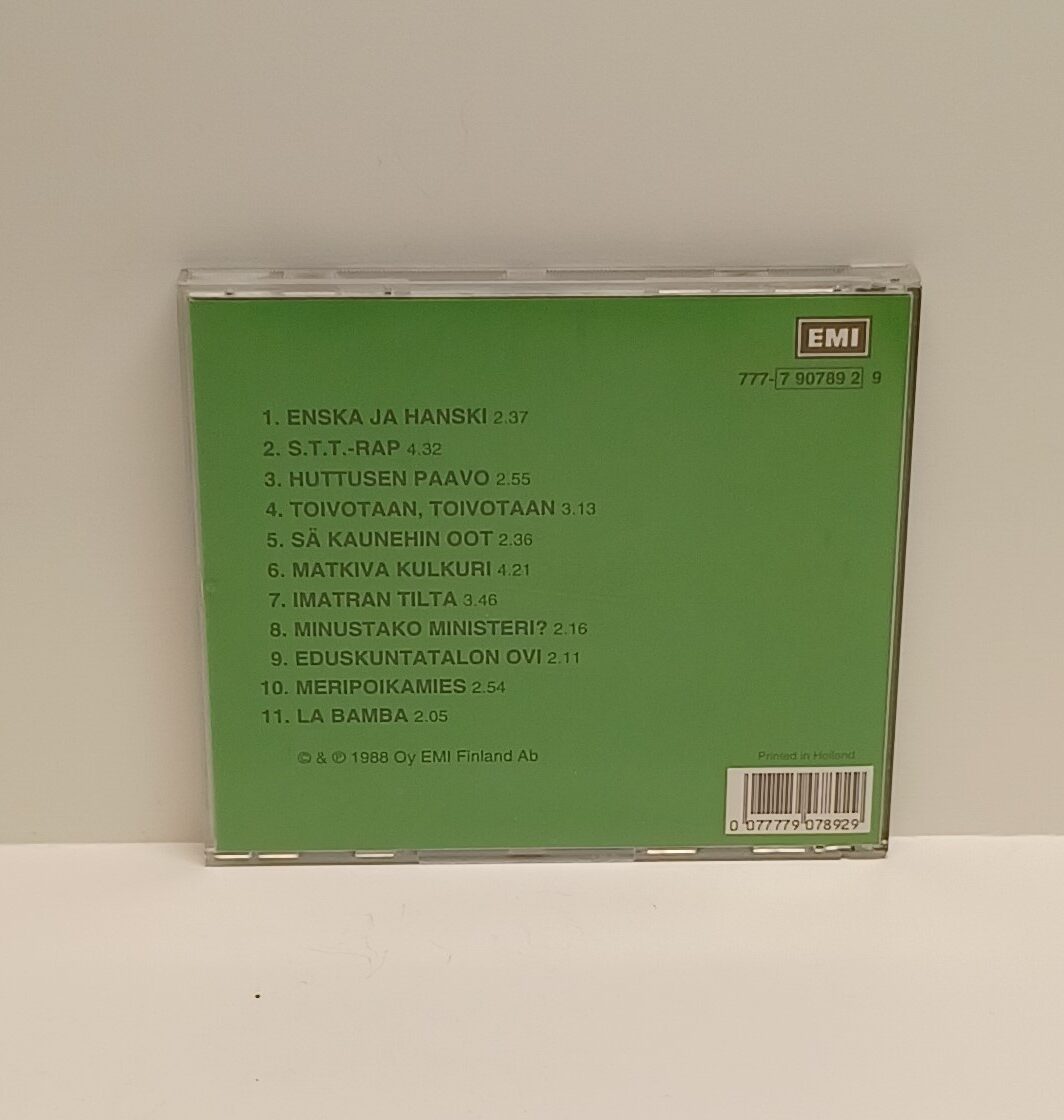 EMI
777-7 90789 2 9
1. ENSKA JA HANSKI 2.37
2. S.T.T.-RAP 4.32
3. HUTTUSEN PAAVO 2.55
4. TOIVOTAAN, TOIVOTAAN 3.13
5. SÄ KAUNEHIN OOT 2.36
6. MATKIVA KULKURI 4.21
7. IMATRAN TILTA 3.46
8. MINUSTAKO MINISTERI? 2.16
9. EDUSKUNTATALON OVI 2.11
10. MERIPOIKAMIES 2.54
11. LA BAMBA 2.05
© & ℗ 1988 Oy EMI Finland Ab
Printed in Holland
0 077779 078929